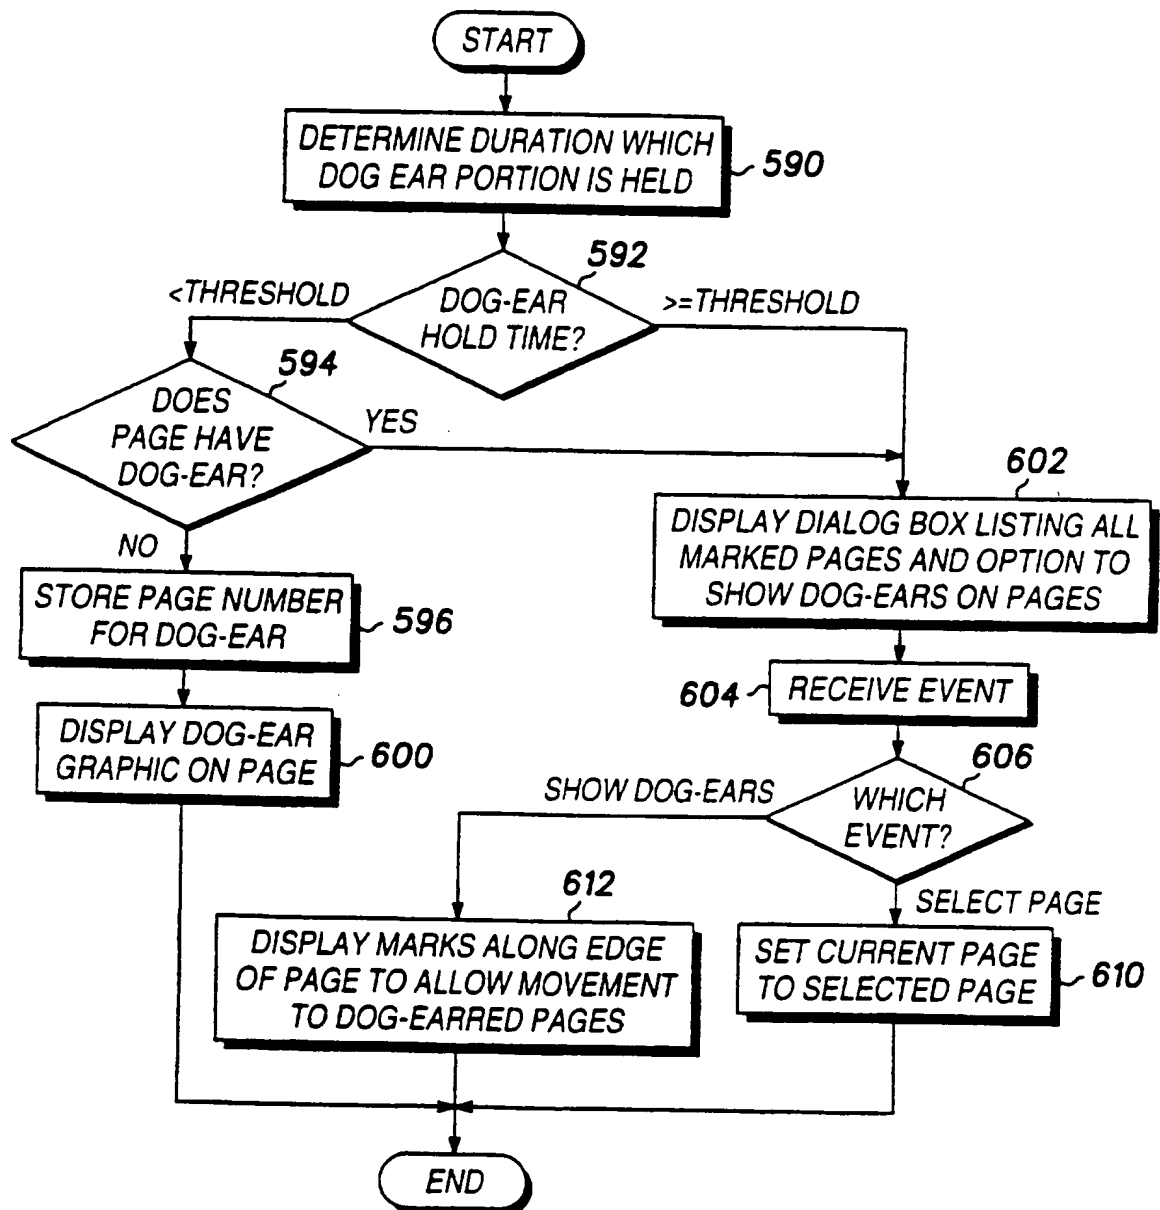 START
DETERMINE DURATION WHICH
DOG EAR PORTION IS HELD
590
592
<THRESHOLD
DOG-EAR
HOLD TIME?
>=THRESHOLD
594
DOES
PAGE HAVE
DOG-EAR?
YES
NO
602
DISPLAY DIALOG BOX LISTING ALL
MARKED PAGES AND OPTION TO
SHOW DOG-EARS ON PAGES
STORE PAGE NUMBER
FOR DOG-EAR
596
604
RECEIVE EVENT
DISPLAY DOG-EAR
GRAPHIC ON PAGE
600
606
SHOW DOG-EARS
WHICH
EVENT?
612
SELECT PAGE
DISPLAY MARKS ALONG EDGE
OF PAGE TO ALLOW MOVEMENT
TO DOG-EARRED PAGES
SET CURRENT PAGE
TO SELECTED PAGE
610
END